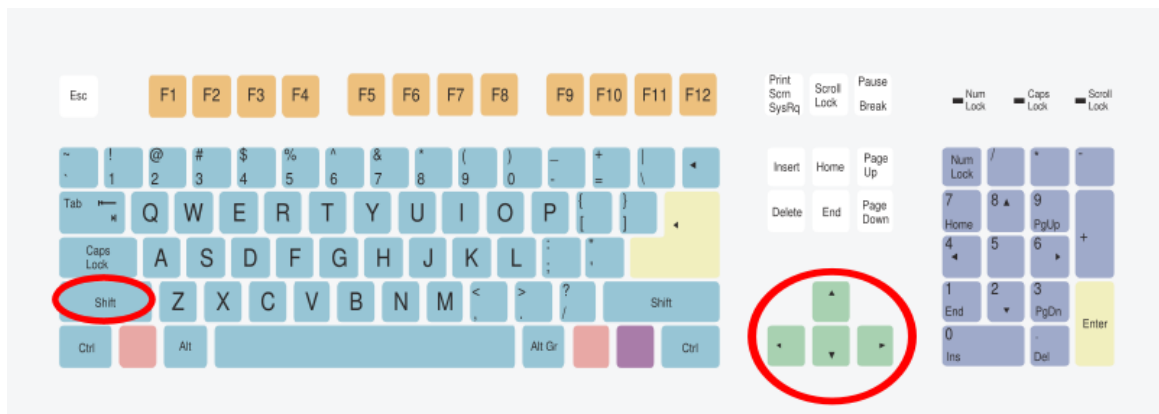 Esc F1 F2 F3 F4 F5 F6 F7 F8 F9 F10 F11 F12
Print
Scrn
SysRq
Scroll
Lock
Pause
Break
Num
Lock
Caps
Lock
Scroll
Lock
~ ! @ # $ % ^ & * ( ) _ + |
` 1 2 3 4 5 6 7 8 9 0 - = \
Insert Home Page
Up
Num
Lock
/ * -
Tab Q W E R T Y U I O P { }
[ ]
Delete End Page
Down
7 8 9
Home PgUp
+
Caps
Lock
A S D F G H J K L : "
; '
4 5 6
Shift Z X C V B N M < > ? Shift
, . /
1 2 3
End PgDn
Enter
Ctrl Alt Alt Gr Ctrl
0 .
Ins Del